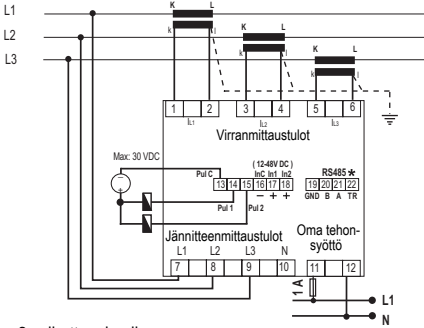 L1
K L
L2
K L
L3
K L
k l
k l
k l
1 2 3 4 5 6
IL1 IL2 IL3
Virranmittaustulot
Max: 30 VDC
( 12-48V DC )
Pul C
InC In1 In2
RS485 *
13 14 15 16 17 18
19 20 21 22
− + +
GND B A TR
Pul 1 Pul 2
+
−
Jännitteenmittaustulot
Oma tehon-
syöttö
L1 L2 L3 N
7 8 9 10
11 12
1 A
L1
N